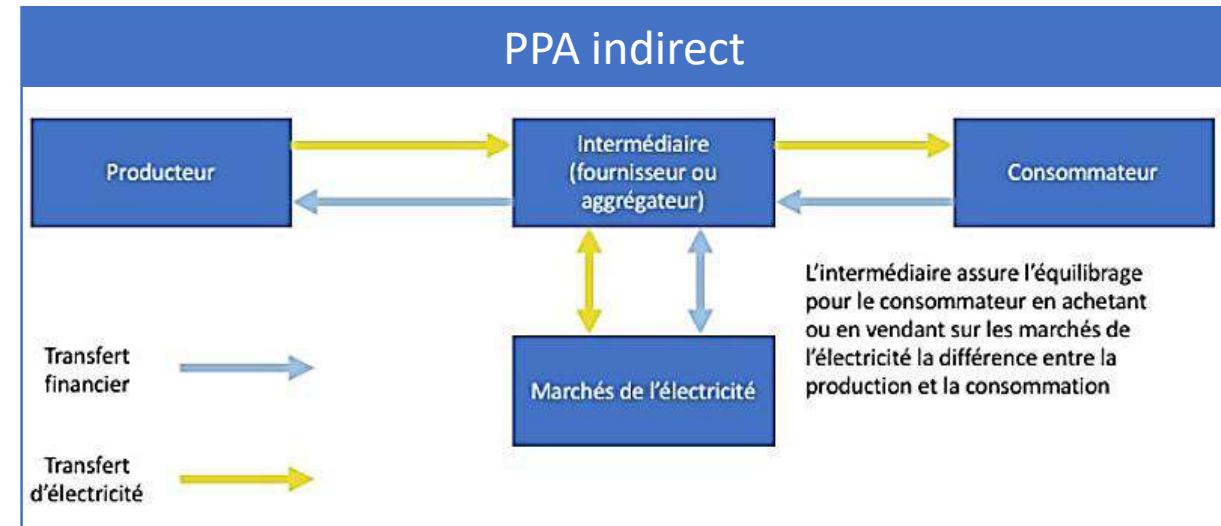 PPA indirect
Producteur
Intermédiaire
(fournisseur ou
aggrégateur)
Consommateur
L'intermédiaire assure l'équilibrage
pour le consommateur en achetant
ou en vendant sur les marchés de
l'électricité la différence entre la
production et la consommation
Marchés de l'électricité
Transfert
financier
Transfert
d'électricité